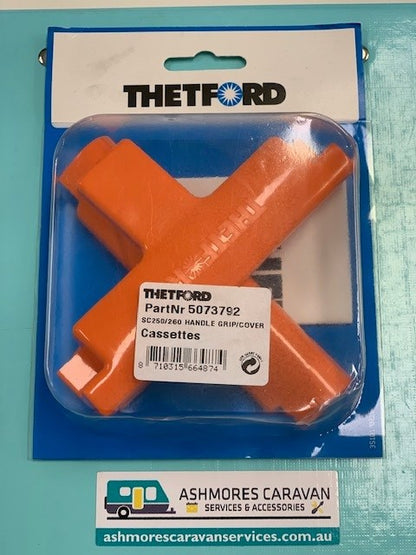 THETFORD
THETFORD
THETFORD
PartNr 5073792
SC250/260 HANDLE GRIP/COVER
Cassettes
8 710315 664874
ASHMORES CARAVAN
SERVICES & ACCESSORIES
ashmorescaravanservices.com.au